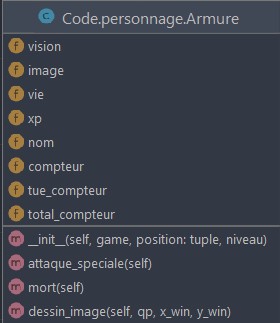 Code.personnage.Armure
vision
image
vie
xp
nom
compteur
tue_compteur
total_compteur
__init__(self, game, position: tuple, niveau)
attaque_speciale(self)
mort(self)
dessin_image(self, qp, x_win, y_win)